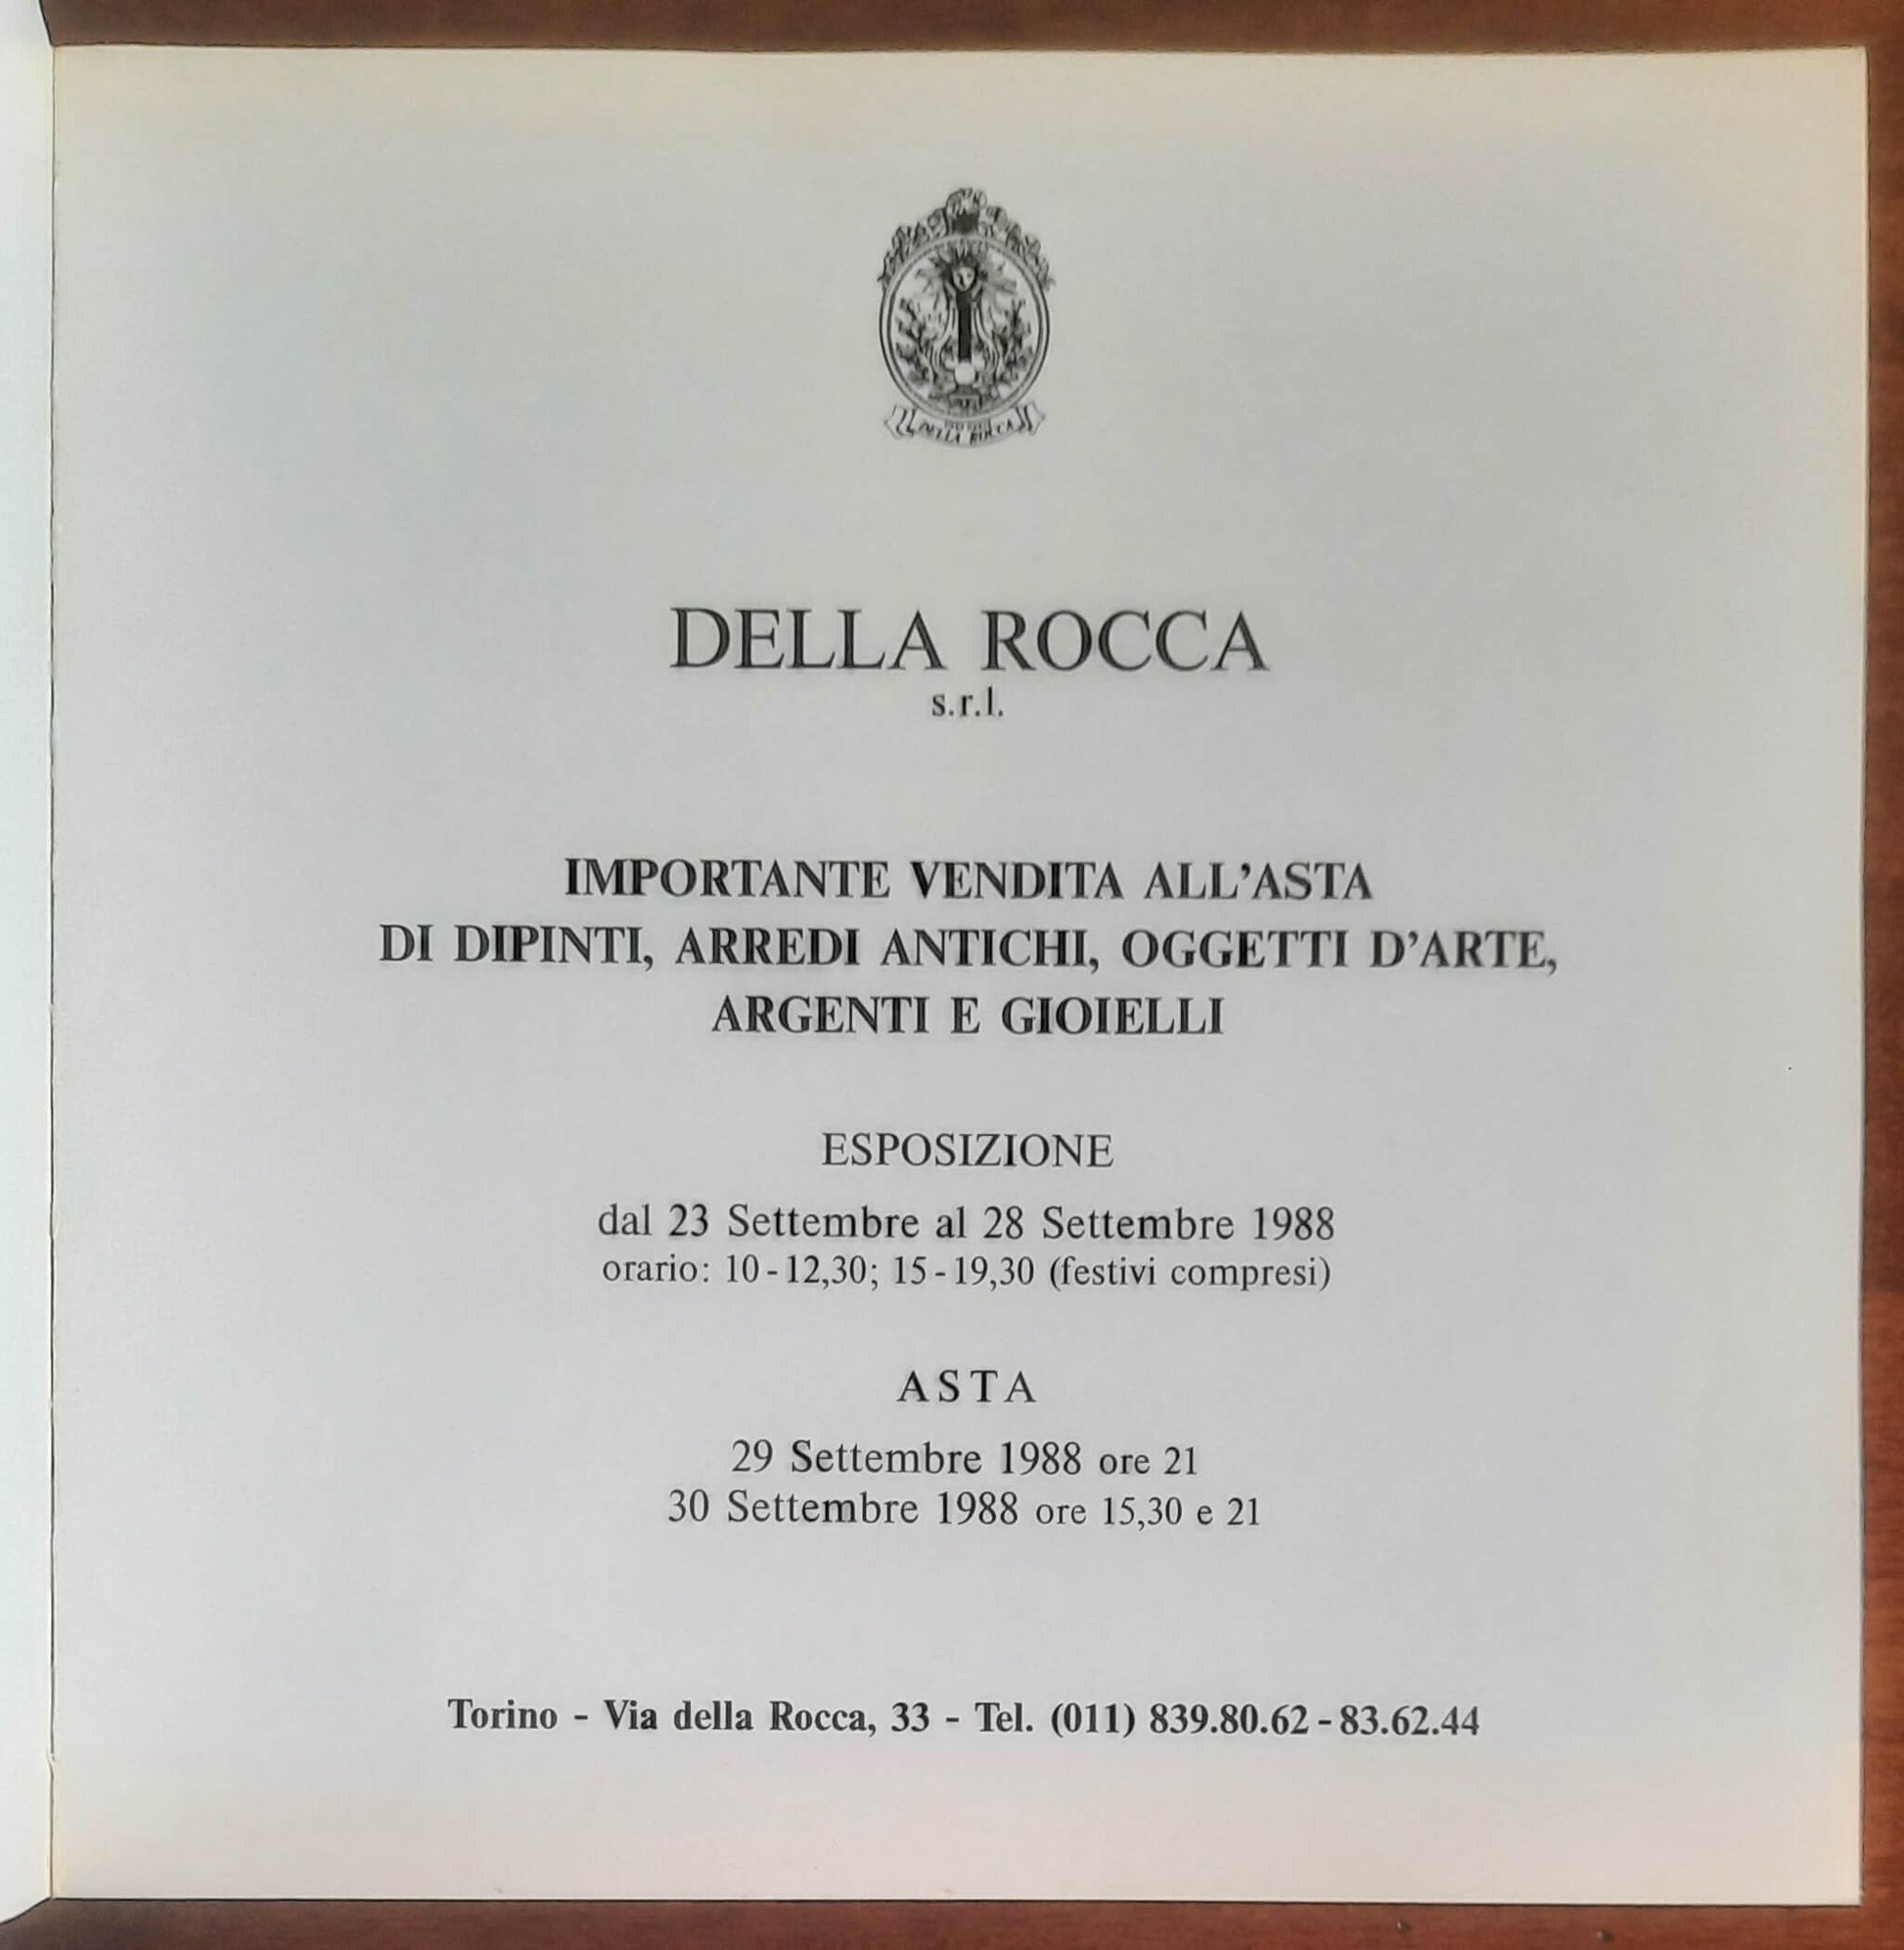 DELLA ROCCA
DELLA ROCCA
s.r.l.
IMPORTANTE VENDITA ALL'ASTA
DI DIPINTI, ARREDI ANTICHI, OGGETTI D'ARTE,
ARGENTI E GIOIELLI
ESPOSIZIONE
dal 23 Settembre al 28 Settembre 1988
orario: 10-12,30; 15-19,30 (festivi compresi)
ASTA
29 Settembre 1988 ore 21
30 Settembre 1988 ore 15,30 e 21
Torino - Via della Rocca, 33 - Tel. (011) 839.80.62 - 83.62.44